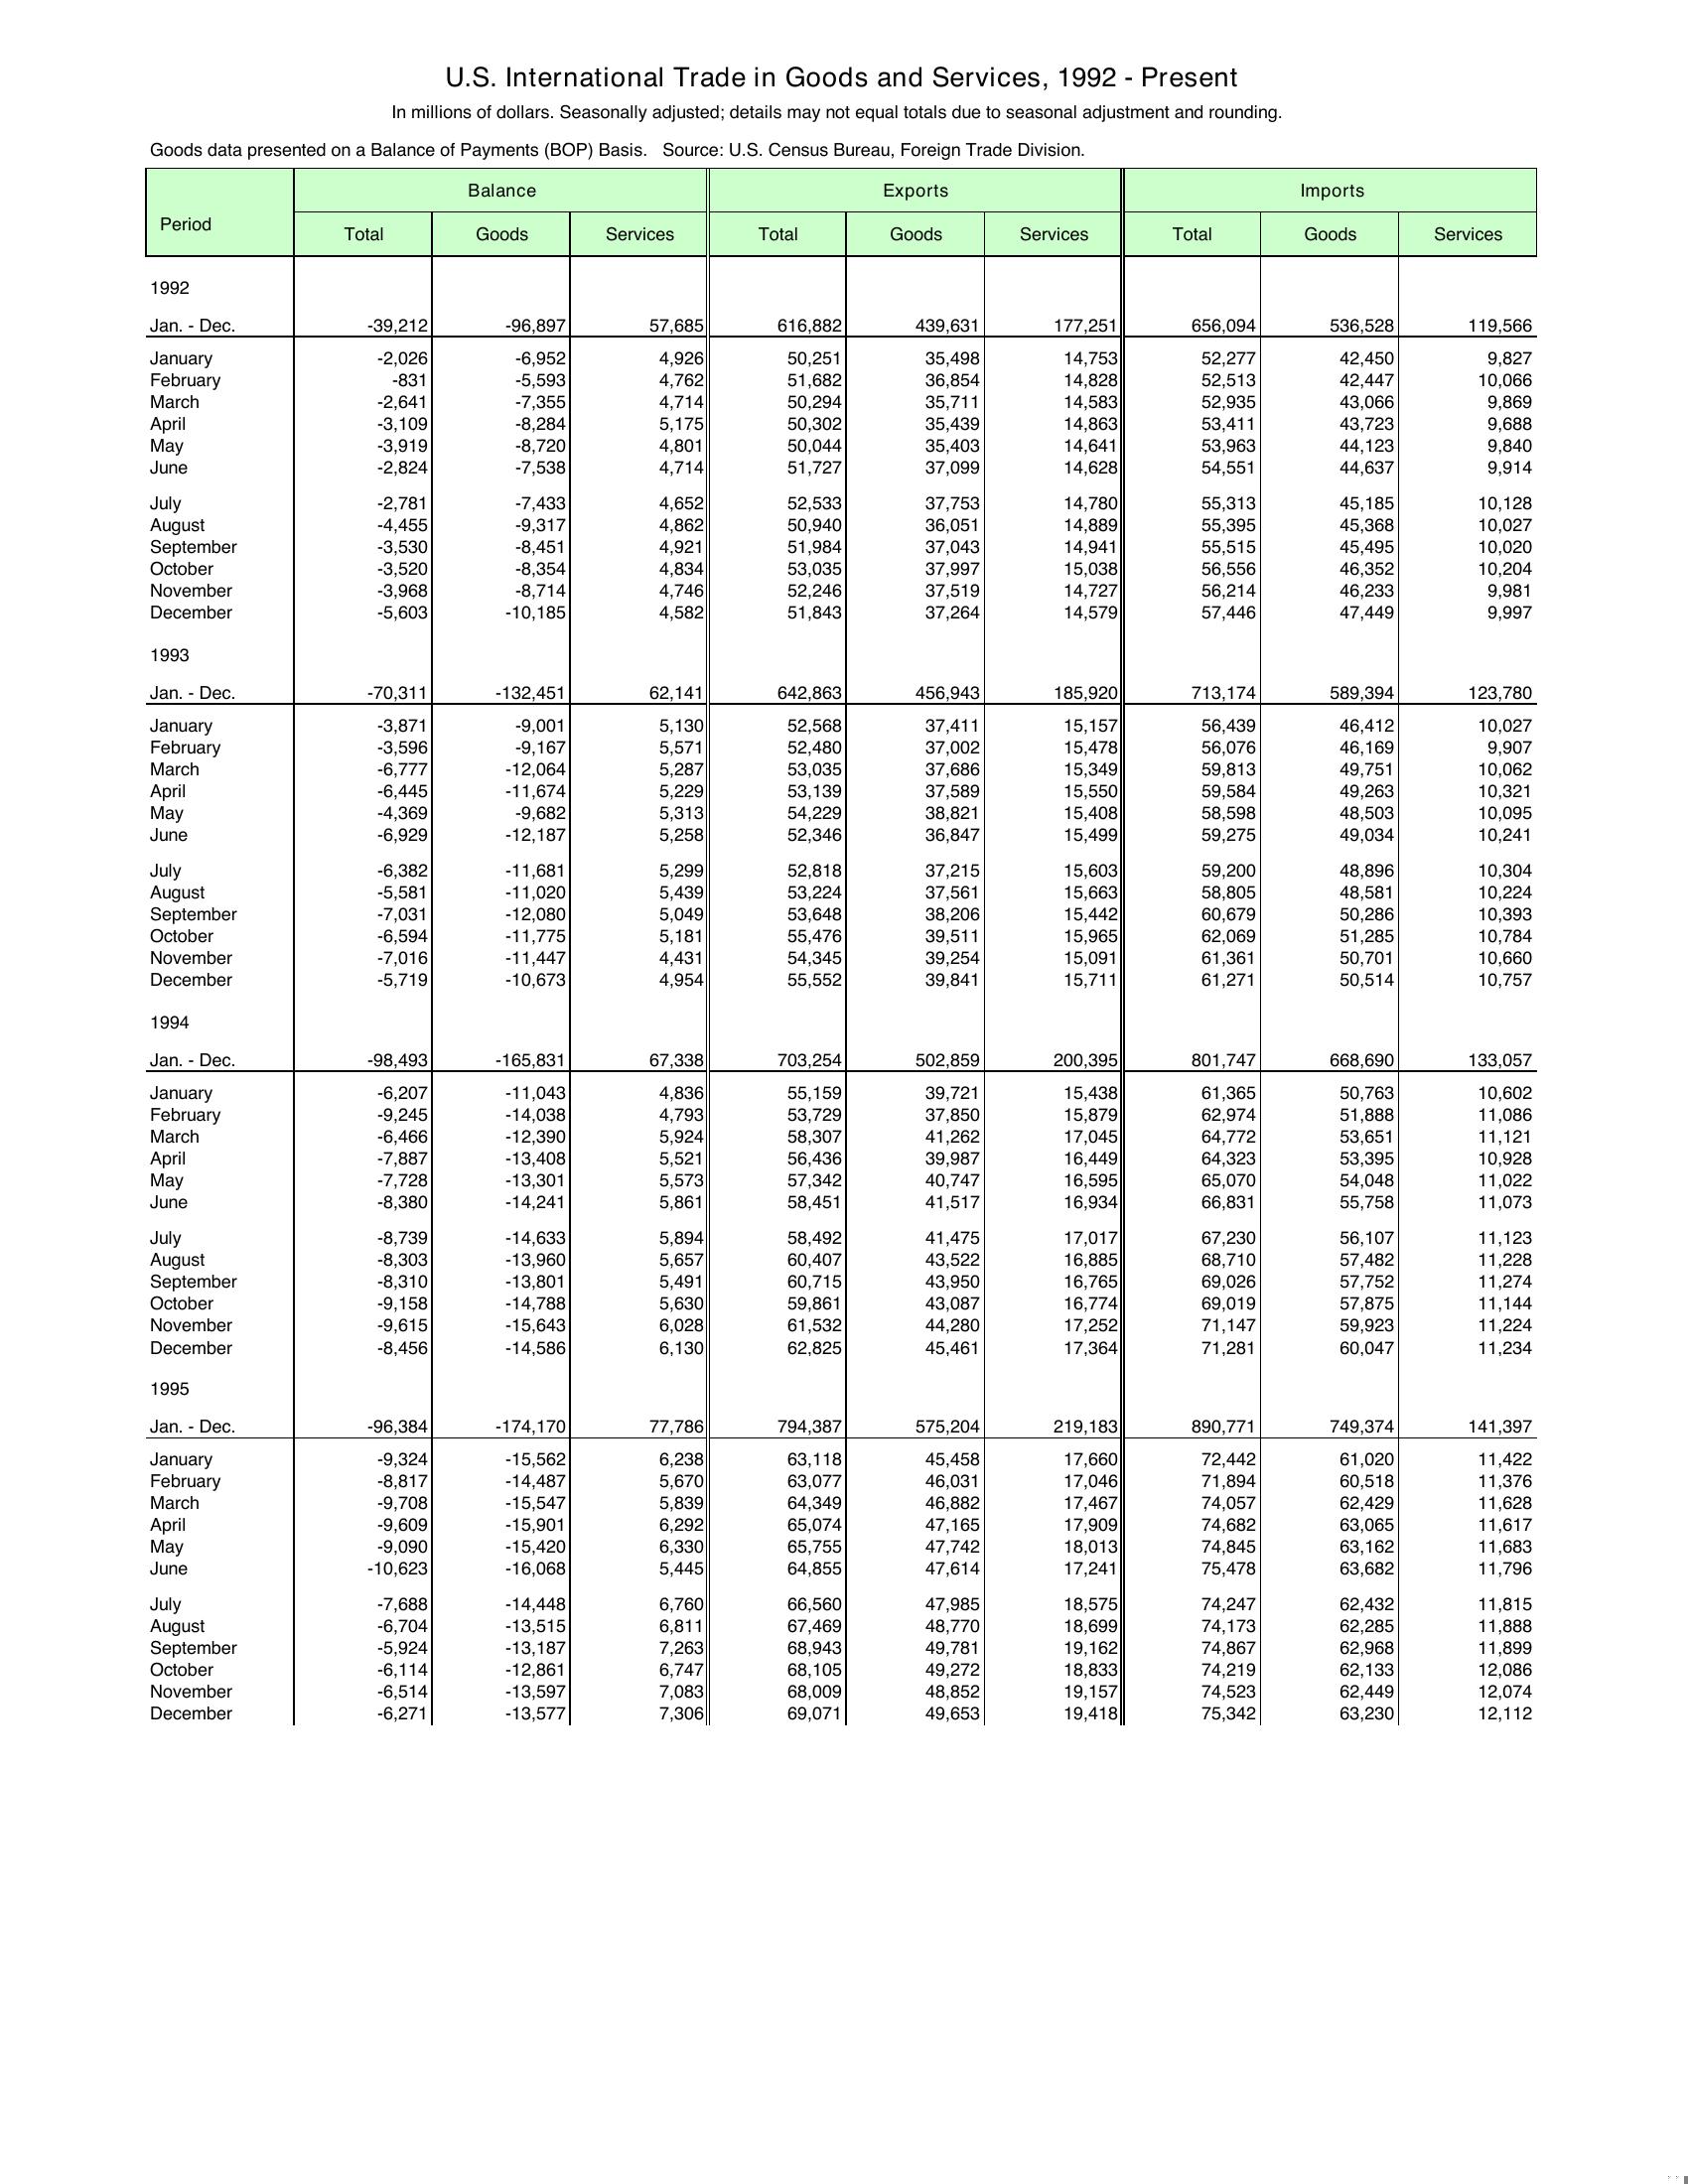 U.S. International Trade in Goods and Services, 1992 - Present
In millions of dollars. Seasonally adjusted; details may not equal totals due to seasonal adjustment and rounding.
Goods data presented on a Balance of Payments (BOP) Basis. Source: U.S. Census Bureau, Foreign Trade Division.
Period Balance Exports Imports
Total Goods Services Total Goods Services Total Goods Services
1992
Jan. - Dec. -39,212 -96,897 57,685 616,882 439,631 177,251 656,094 536,528 119,566
January -2,026 -6,952 4,926 50,251 35,498 14,753 52,277 42,450 9,827
February -831 -5,593 4,762 51,682 36,854 14,828 52,513 42,447 10,066
March -2,641 -7,355 4,714 50,294 35,711 14,583 52,935 43,066 9,869
April -3,109 -8,284 5,175 50,302 35,439 14,863 53,411 43,723 9,688
May -3,919 -8,720 4,801 50,044 35,403 14,641 53,963 44,123 9,840
June -2,824 -7,538 4,714 51,727 37,099 14,628 54,551 44,637 9,914
July -2,781 -7,433 4,652 52,533 37,753 14,780 55,313 45,185 10,128
August -4,455 -9,317 4,862 50,940 36,051 14,889 55,395 45,368 10,027
September -3,530 -8,451 4,921 51,984 37,043 14,941 55,515 45,495 10,020
October -3,520 -8,354 4,834 53,035 37,997 15,038 56,556 46,352 10,204
November -3,968 -8,714 4,746 52,246 37,519 14,727 56,214 46,233 9,981
December -5,603 -10,185 4,582 51,843 37,264 14,579 57,446 47,449 9,997
1993
Jan. - Dec. -70,311 -132,451 62,141 642,863 456,943 185,920 713,174 589,394 123,780
January -3,871 -9,001 5,130 52,568 37,411 15,157 56,439 46,412 10,027
February -3,596 -9,167 5,571 52,480 37,002 15,478 56,076 46,169 9,907
March -6,777 -12,064 5,287 53,035 37,686 15,349 59,813 49,751 10,062
April -6,445 -11,674 5,229 53,139 37,589 15,550 59,584 49,263 10,321
May -4,369 -9,682 5,313 54,229 38,821 15,408 58,598 48,503 10,095
June -6,929 -12,187 5,258 52,346 36,847 15,499 59,275 49,034 10,241
July -6,382 -11,681 5,299 52,818 37,215 15,603 59,200 48,896 10,304
August -5,581 -11,020 5,439 53,224 37,561 15,663 58,805 48,581 10,224
September -7,031 -12,080 5,049 53,648 38,206 15,442 60,679 50,286 10,393
October -6,594 -11,775 5,181 55,476 39,511 15,965 62,069 51,285 10,784
November -7,016 -11,447 4,431 54,345 39,254 15,091 61,361 50,701 10,660
December -5,719 -10,673 4,954 55,552 39,841 15,711 61,271 50,514 10,757
1994
Jan. - Dec. -98,493 -165,831 67,338 703,254 502,859 200,395 801,747 668,690 133,057
January -6,207 -11,043 4,836 55,159 39,721 15,438 61,365 50,763 10,602
February -9,245 -14,038 4,793 53,729 37,850 15,879 62,974 51,888 11,086
March -6,466 -12,390 5,924 58,307 41,262 17,045 64,772 53,651 11,121
April -7,887 -13,408 5,521 56,436 39,987 16,449 64,323 53,395 10,928
May -7,728 -13,301 5,573 57,342 40,747 16,595 65,070 54,048 11,022
June -8,380 -14,241 5,861 58,451 41,517 16,934 66,831 55,758 11,073
July -8,739 -14,633 5,894 58,492 41,475 17,017 67,230 56,107 11,123
August -8,303 -13,960 5,657 60,407 43,522 16,885 68,710 57,482 11,228
September -8,310 -13,801 5,491 60,715 43,950 16,765 69,026 57,752 11,274
October -9,158 -14,788 5,630 59,861 43,087 16,774 69,019 57,875 11,144
November -9,615 -15,643 6,028 61,532 44,280 17,252 71,147 59,923 11,224
December -8,456 -14,586 6,130 62,825 45,461 17,364 71,281 60,047 11,234
1995
Jan. - Dec. -96,384 -174,170 77,786 794,387 575,204 219,183 890,771 749,374 141,397
January -9,324 -15,562 6,238 63,118 45,458 17,660 72,442 61,020 11,422
February -8,817 -14,487 5,670 63,077 46,031 17,046 71,894 60,518 11,376
March -9,708 -15,547 5,839 64,349 46,882 17,467 74,057 62,429 11,628
April -9,609 -15,901 6,292 65,074 47,165 17,909 74,682 63,065 11,617
May -9,090 -15,420 6,330 65,755 47,742 18,013 74,845 63,162 11,683
June -10,623 -16,068 5,445 64,855 47,614 17,241 75,478 63,682 11,796
July -7,688 -14,448 6,760 66,560 47,985 18,575 74,247 62,432 11,815
August -6,704 -13,515 6,811 67,469 48,770 18,699 74,173 62,285 11,888
September -5,924 -13,187 7,263 68,943 49,781 19,162 74,867 62,968 11,899
October -6,114 -12,861 6,747 68,105 49,272 18,833 74,219 62,133 12,086
November -6,514 -13,597 7,083 68,009 48,852 19,157 74,523 62,449 12,074
December -6,271 -13,577 7,306 69,071 49,653 19,418 75,342 63,230 12,112